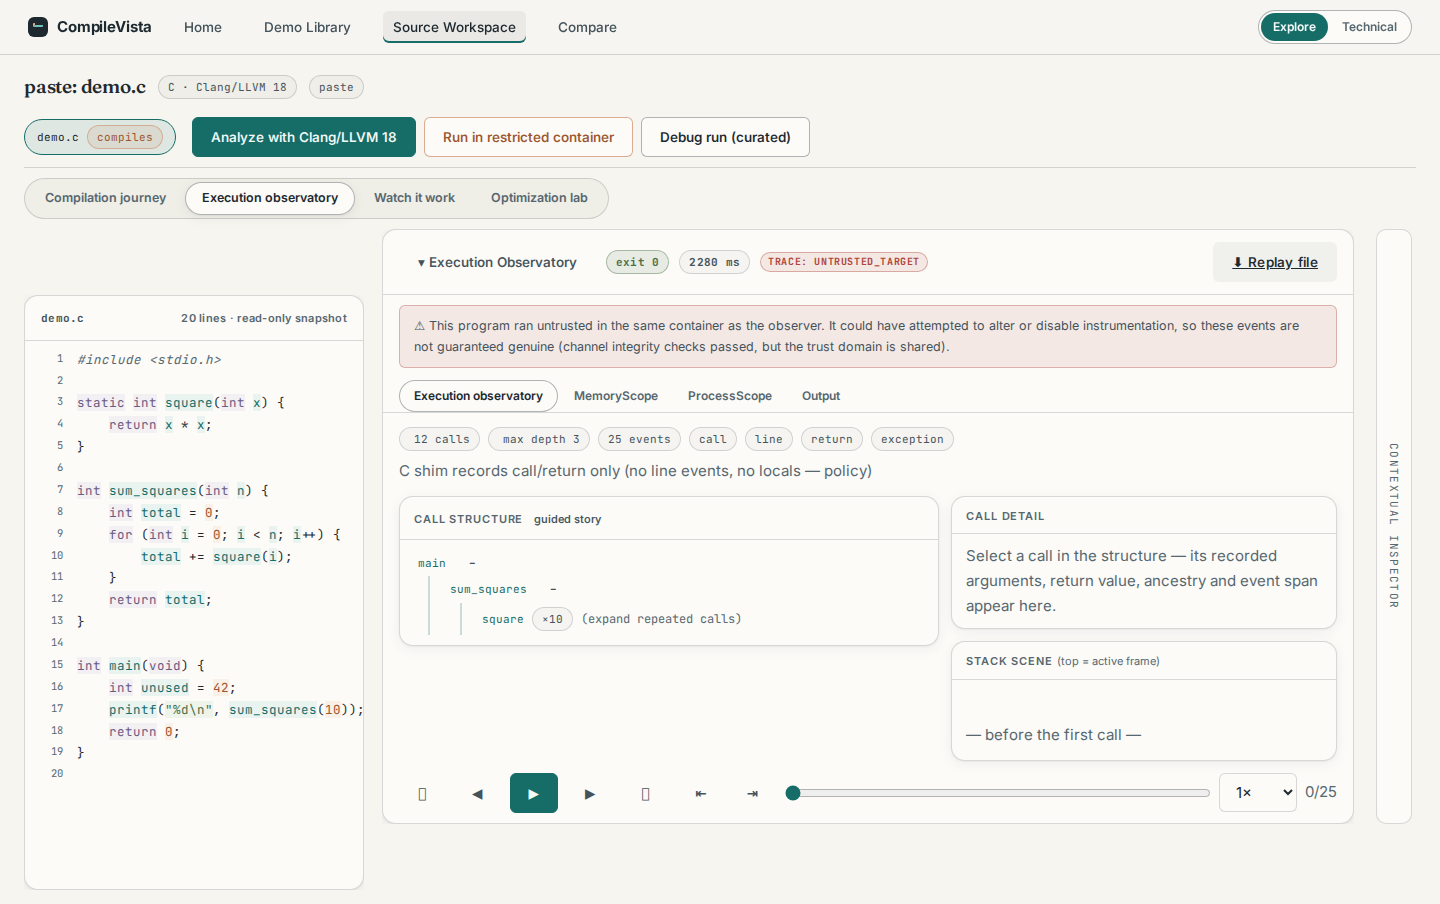 CompileVista
Home
Demo Library
Source Workspace
Compare
Explore
Technical
paste: demo.c
C · Clang/LLVM 18
paste
demo.c
compiles
Analyze with Clang/LLVM 18
Run in restricted container
Debug run (curated)
Compilation journey
Execution observatory
Watch it work
Optimization lab
demo.c
20 lines · read-only snapshot
1 #include <stdio.h>
2
3 static int square(int x) {
4     return x * x;
5 }
6
7 int sum_squares(int n) {
8     int total = 0;
9     for (int i = 0; i < n; i++) {
10         total += square(i);
11     }
12     return total;
13 }
14
15 int main(void) {
16     int unused = 42;
17     printf("%d\n", sum_squares(10));
18     return 0;
19 }
20
▾ Execution Observatory
exit 0
2280 ms
TRACE: UNTRUSTED_TARGET
⬇ Replay file
⚠ This program ran untrusted in the same container as the observer. It could have attempted to alter or disable instrumentation, so these events are
not guaranteed genuine (channel integrity checks passed, but the trust domain is shared).
Execution observatory
MemoryScope
ProcessScope
Output
12 calls
max depth 3
25 events
call
line
return
exception
C shim records call/return only (no line events, no locals — policy)
CALL STRUCTURE guided story
main –
sum_squares –
square ×10 (expand repeated calls)
CALL DETAIL
Select a call in the structure — its recorded
arguments, return value, ancestry and event span
appear here.
STACK SCENE (top = active frame)
— before the first call —
1×
0/25
CONTEXTUAL INSPECTOR